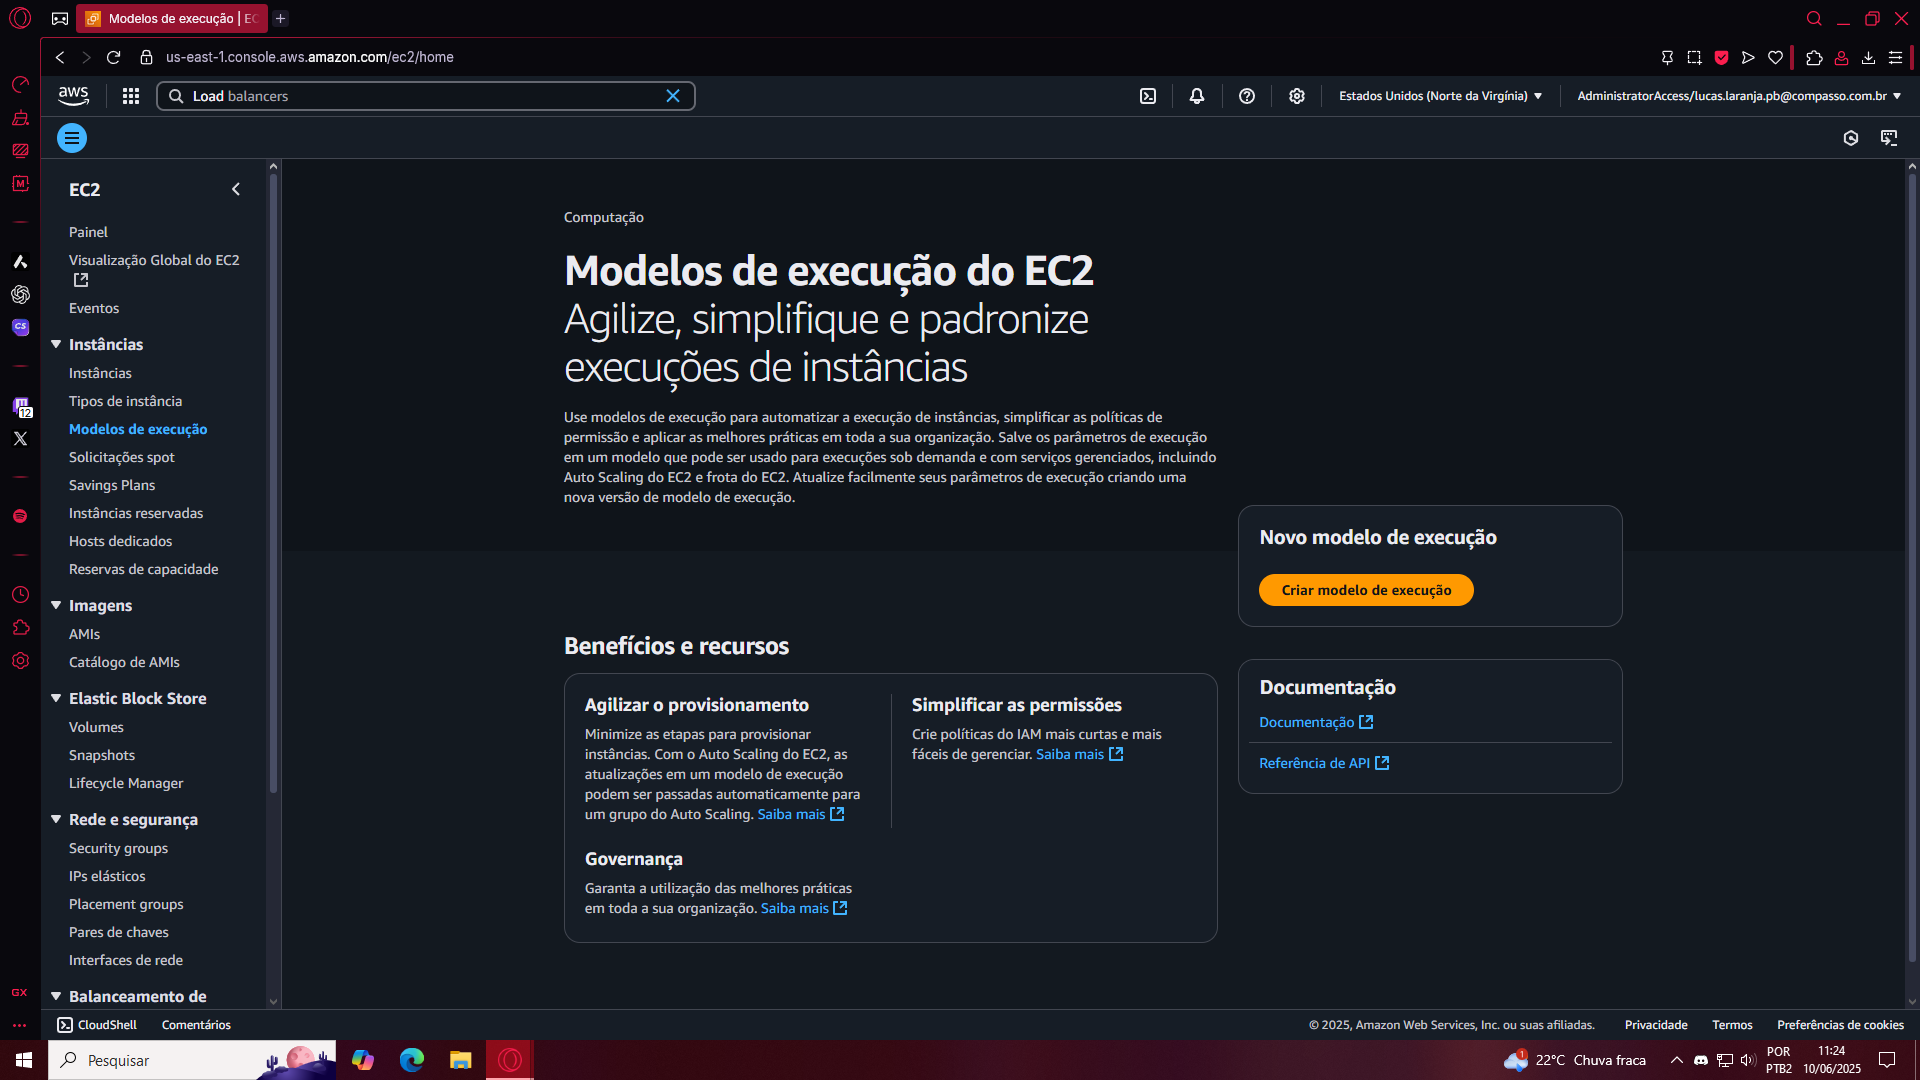 Modelos de execução | EC
us-east-1.console.aws.amazon.com/ec2/home
aws
Load balancers
Estados Unidos (Norte da Virgínia)
AdministratorAccess/lucas.laranja.pb@compasso.com.br
EC2
Painel
Visualização Global do EC2
Eventos
Instâncias
Instâncias
Tipos de instância
Modelos de execução
Solicitações spot
Savings Plans
Instâncias reservadas
Hosts dedicados
Reservas de capacidade
Imagens
AMIs
Catálogo de AMIs
Elastic Block Store
Volumes
Snapshots
Lifecycle Manager
Rede e segurança
Security groups
IPs elásticos
Placement groups
Pares de chaves
Interfaces de rede
Balanceamento de
Computação
Modelos de execução do EC2
Agilize, simplifique e padronize
execuções de instâncias
Use modelos de execução para automatizar a execução de instâncias, simplificar as políticas de
permissão e aplicar as melhores práticas em toda a sua organização. Salve os parâmetros de execução
em um modelo que pode ser usado para execuções sob demanda e com serviços gerenciados, incluindo
Auto Scaling do EC2 e frota do EC2. Atualize facilmente seus parâmetros de execução criando uma
nova versão de modelo de execução.
Novo modelo de execução
Criar modelo de execução
Benefícios e recursos
Agilizar o provisionamento
Minimize as etapas para provisionar
instâncias. Com o Auto Scaling do EC2, as
atualizações em um modelo de execução
podem ser passadas automaticamente para
um grupo do Auto Scaling. Saiba mais
Simplificar as permissões
Crie políticas do IAM mais curtas e mais
fáceis de gerenciar. Saiba mais
Governança
Garanta a utilização das melhores práticas
em toda a sua organização. Saiba mais
Documentação
Documentação
Referência de API
M
CS
12
GX
CloudShell
Comentários
© 2025, Amazon Web Services, Inc. ou suas afiliadas.
Privacidade
Termos
Preferências de cookies
Pesquisar
1
22°C Chuva fraca
POR
PTB2
11:24
10/06/2025